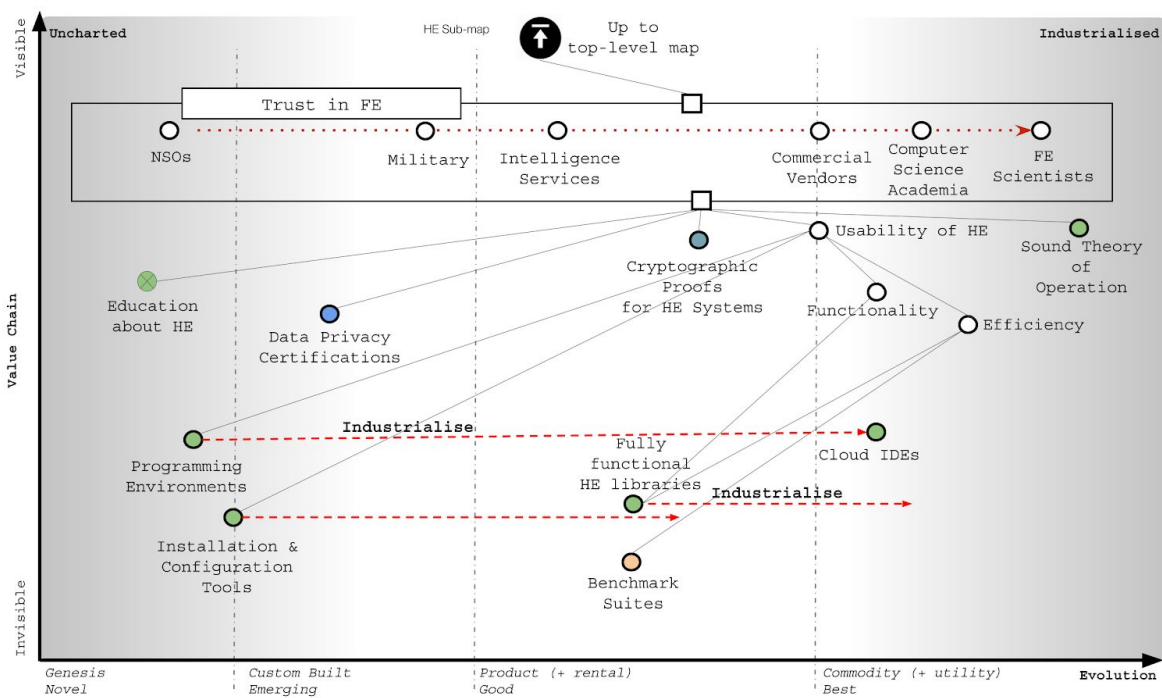 Uncharted
HE Sub-map
Up to
top-level map
Industrialised
Visible
Trust in FE
NSOs
Military
Intelligence
Services
Commercial
Vendors
Computer
Science
Academia
FE
Scientists
Usability of HE
Sound Theory
of
Operation
Cryptographic
Proofs
for HE Systems
Education
about HE
Data Privacy
Certifications
Functionality
Efficiency
Value Chain
Industrialise
Programming
Environments
Fully
functional
HE libraries
Cloud IDEs
Industrialise
Installation &
Configuration
Tools
Benchmark
Suites
Invisible
Genesis
Novel
Custom Built
Emerging
Product (+ rental)
Good
Commodity (+ utility)
Best
Evolution